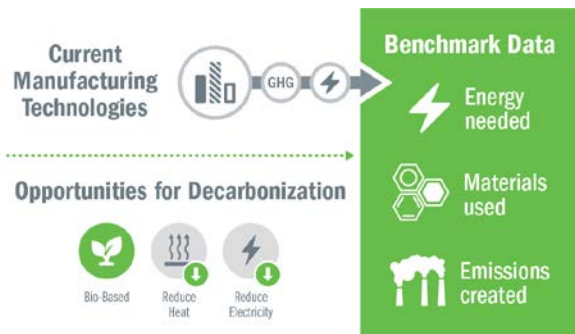 Current
Manufacturing
Technologies
GHG
Opportunities for Decarbonization
Bio-Based
Reduce
Heat
Reduce
Electricity
Benchmark Data
Energy
needed
Materials
used
Emissions
created